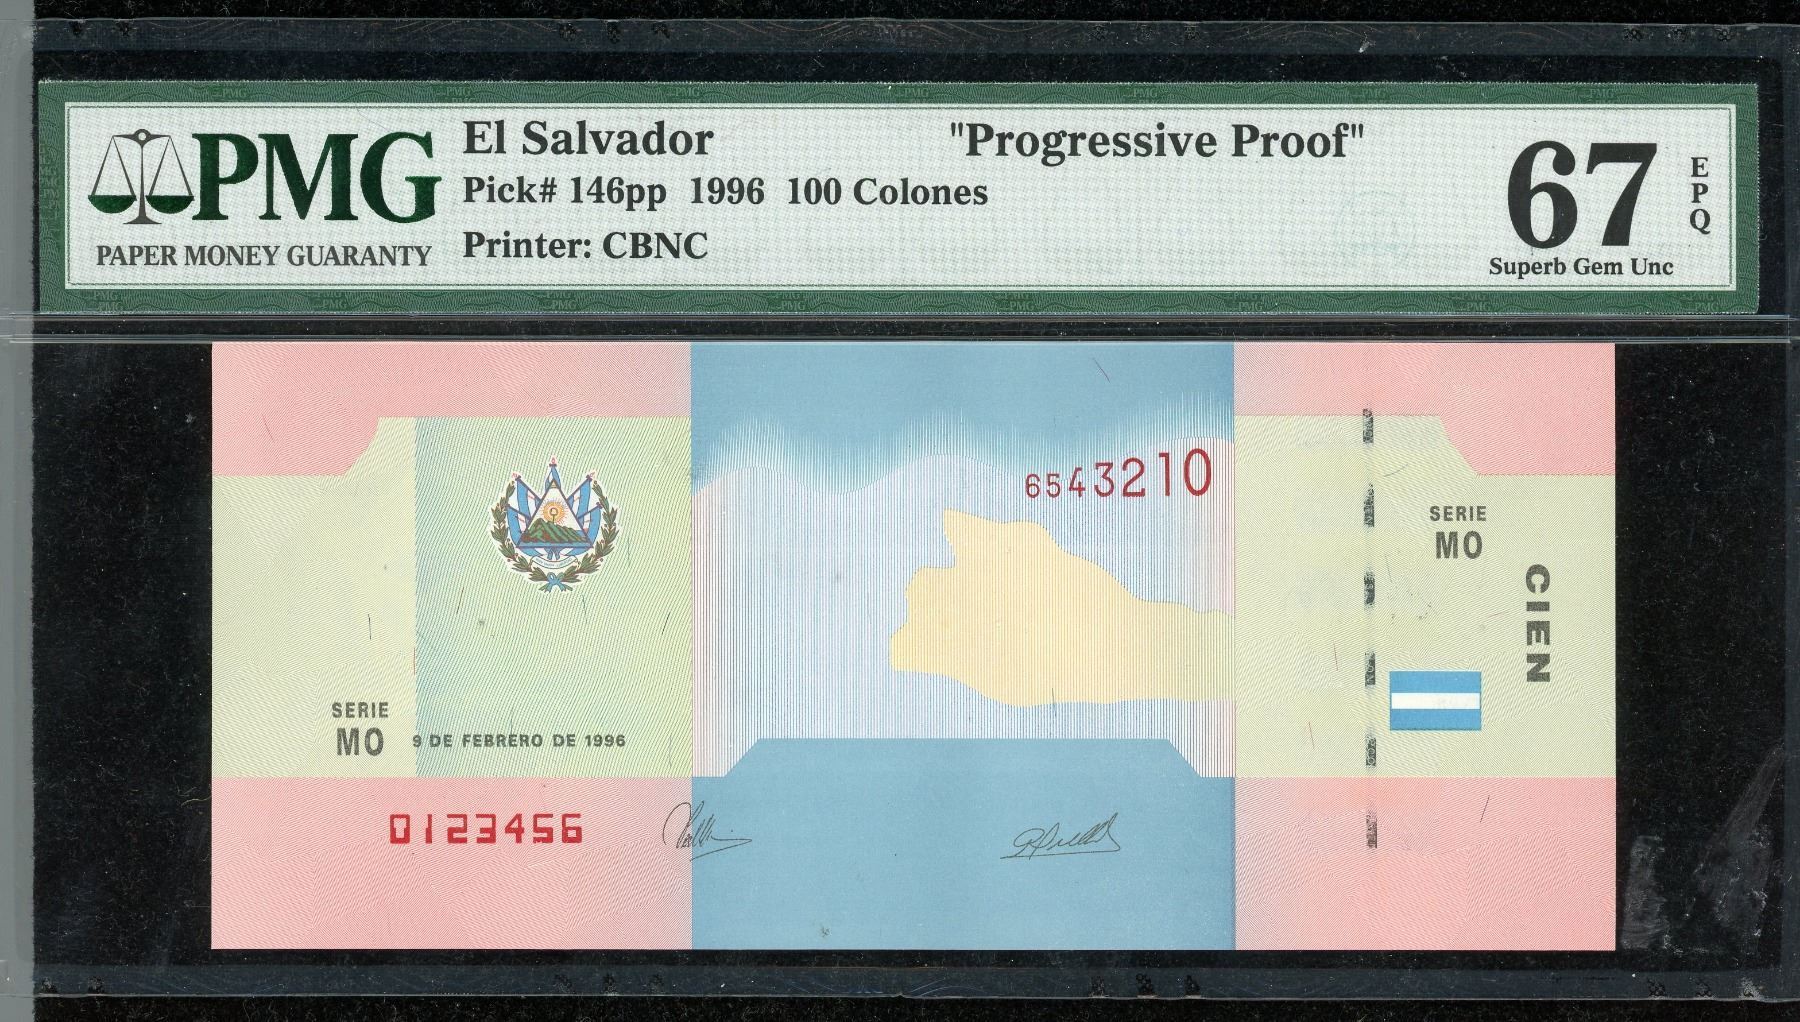 PMG
PAPER MONEY GUARANTY
El Salvador "Progressive Proof"
Pick# 146pp 1996 100 Colones
Printer: CBNC
67
EPQ
Superb Gem Unc
6543210
SERIE
MO
CIEN
SERIE
MO
9 DE FEBRERO DE 1996
0123456